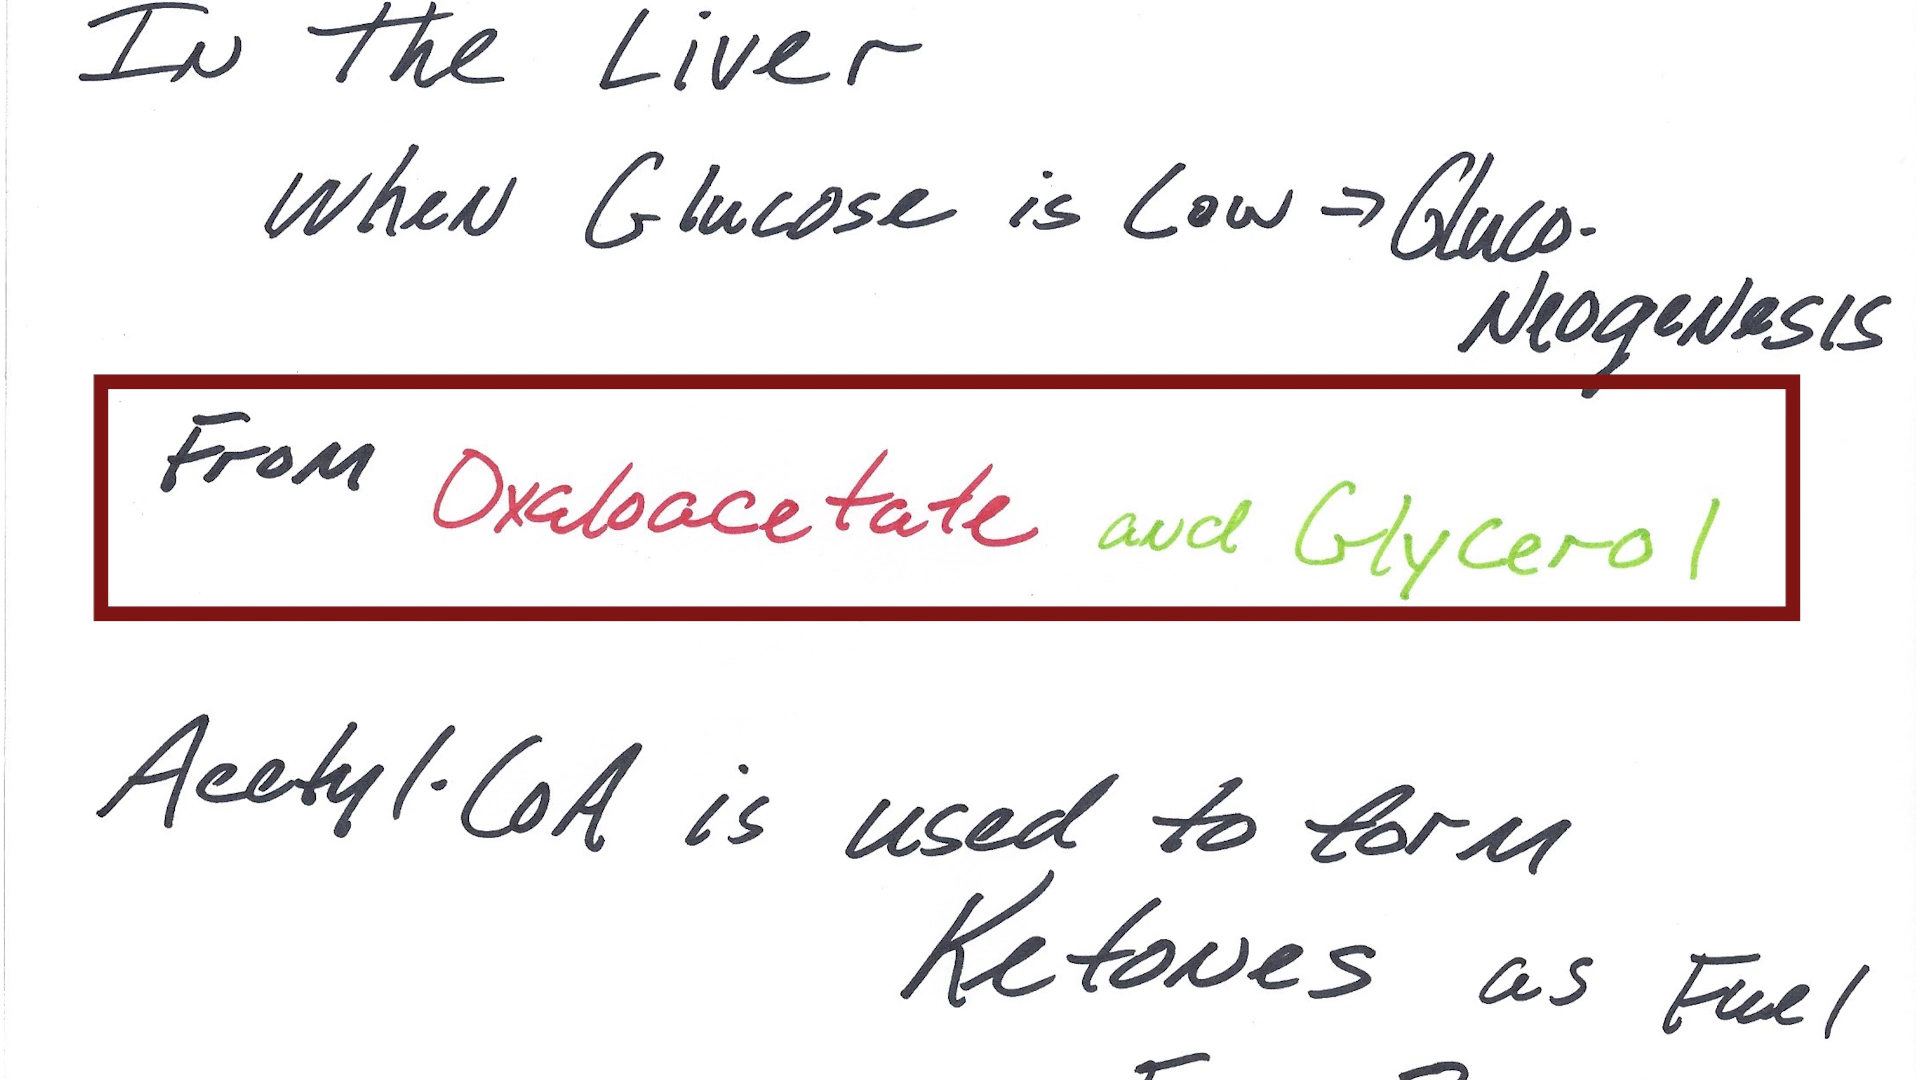 In the Liver
When Glucose is Low ⇒ Gluco-
Neogenesis
From Oxaloacetate and Glycerol
Acetyl-CoA is used to form
Ketones as Fuel